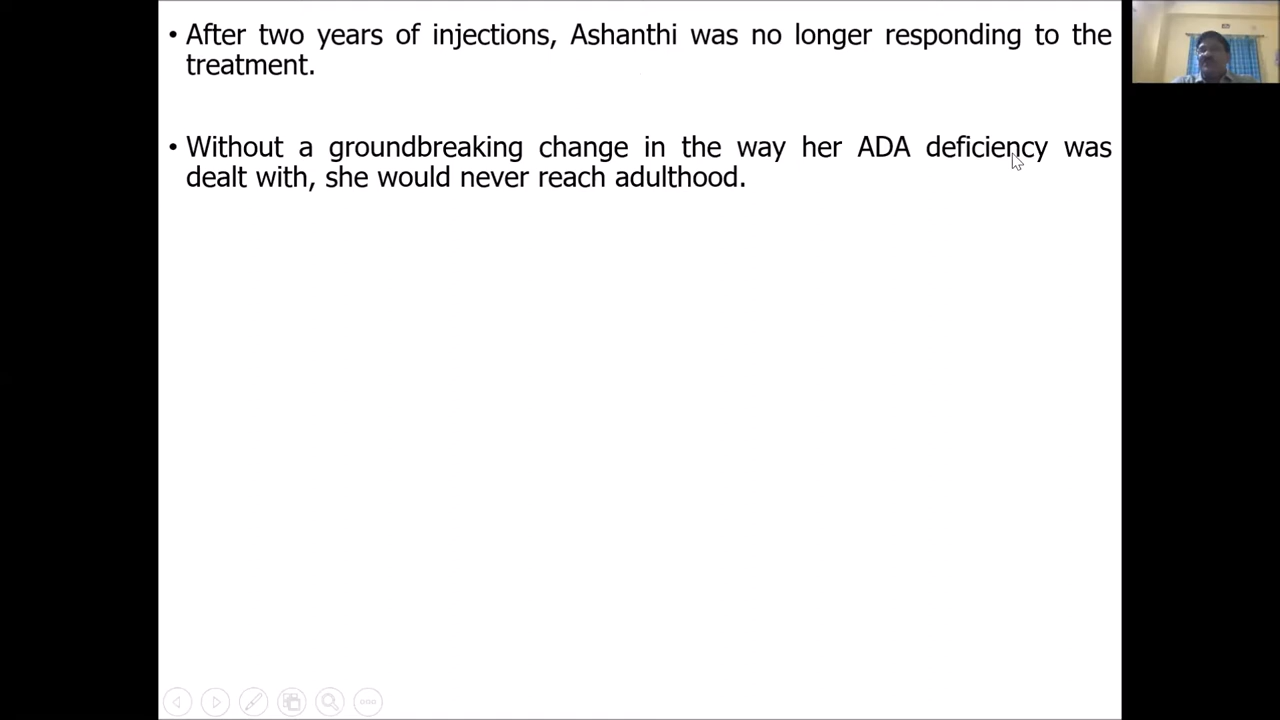 • After two years of injections, Ashanthi was no longer responding to the
treatment.
• Without a groundbreaking change in the way her ADA deficiency was
dealt with, she would never reach adulthood.